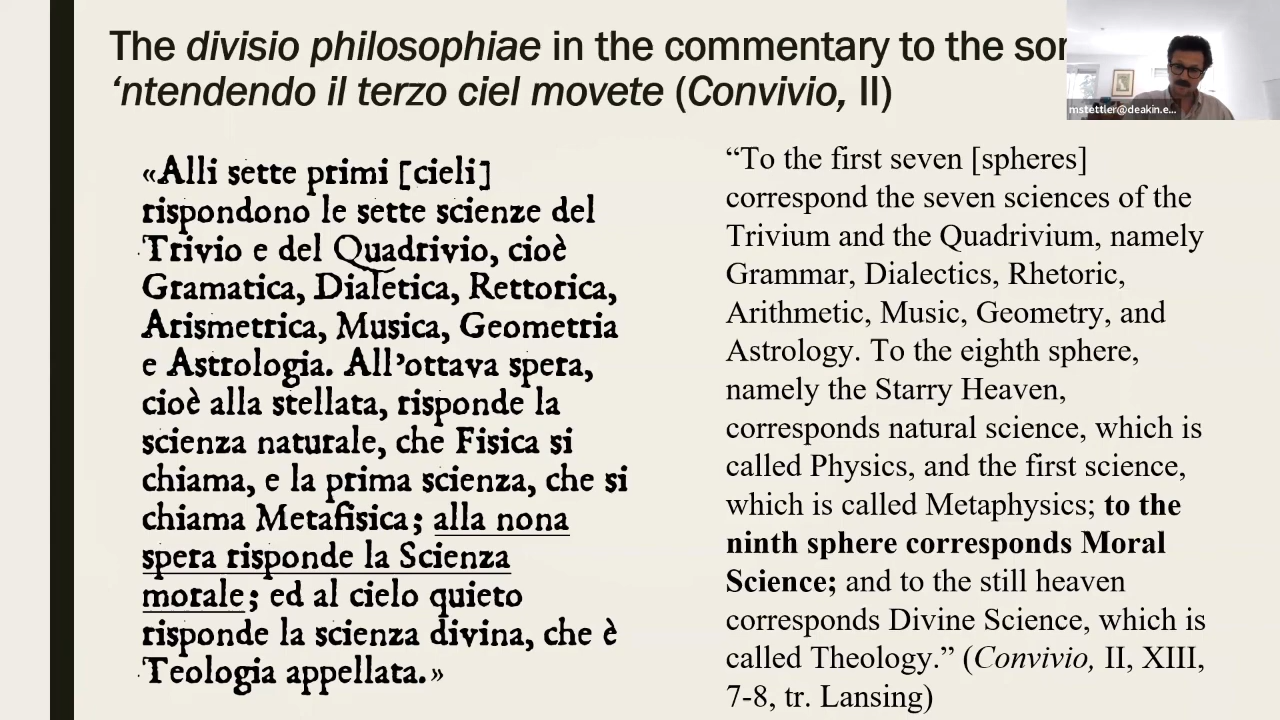 The divisio philosophiae in the commentary to the son
‘ntendendo il terzo ciel movete (Convivio, II)
mstettler@deakin.e...
«Alli sette primi [cieli]
rispondono le sette scienze del
Trivio e del Quadrivio, cioè
Gramatica, Dialetica, Rettorica,
Arismetrica, Musica, Geometria
e Astrologia. All’ottava spera,
cioè alla stellata, risponde la
scienza naturale, che Fisica si
chiama, e la prima scienza, che si
chiama Metafisica; alla nona
spera risponde la Scienza
morale; ed al cielo quieto
risponde la scienza divina, che è
Teologia appellata.»
“To the first seven [spheres]
correspond the seven sciences of the
Trivium and the Quadrivium, namely
Grammar, Dialectics, Rhetoric,
Arithmetic, Music, Geometry, and
Astrology. To the eighth sphere,
namely the Starry Heaven,
corresponds natural science, which is
called Physics, and the first science,
which is called Metaphysics; to the
ninth sphere corresponds Moral
Science; and to the still heaven
corresponds Divine Science, which is
called Theology.” (Convivio, II, XIII,
7-8, tr. Lansing)